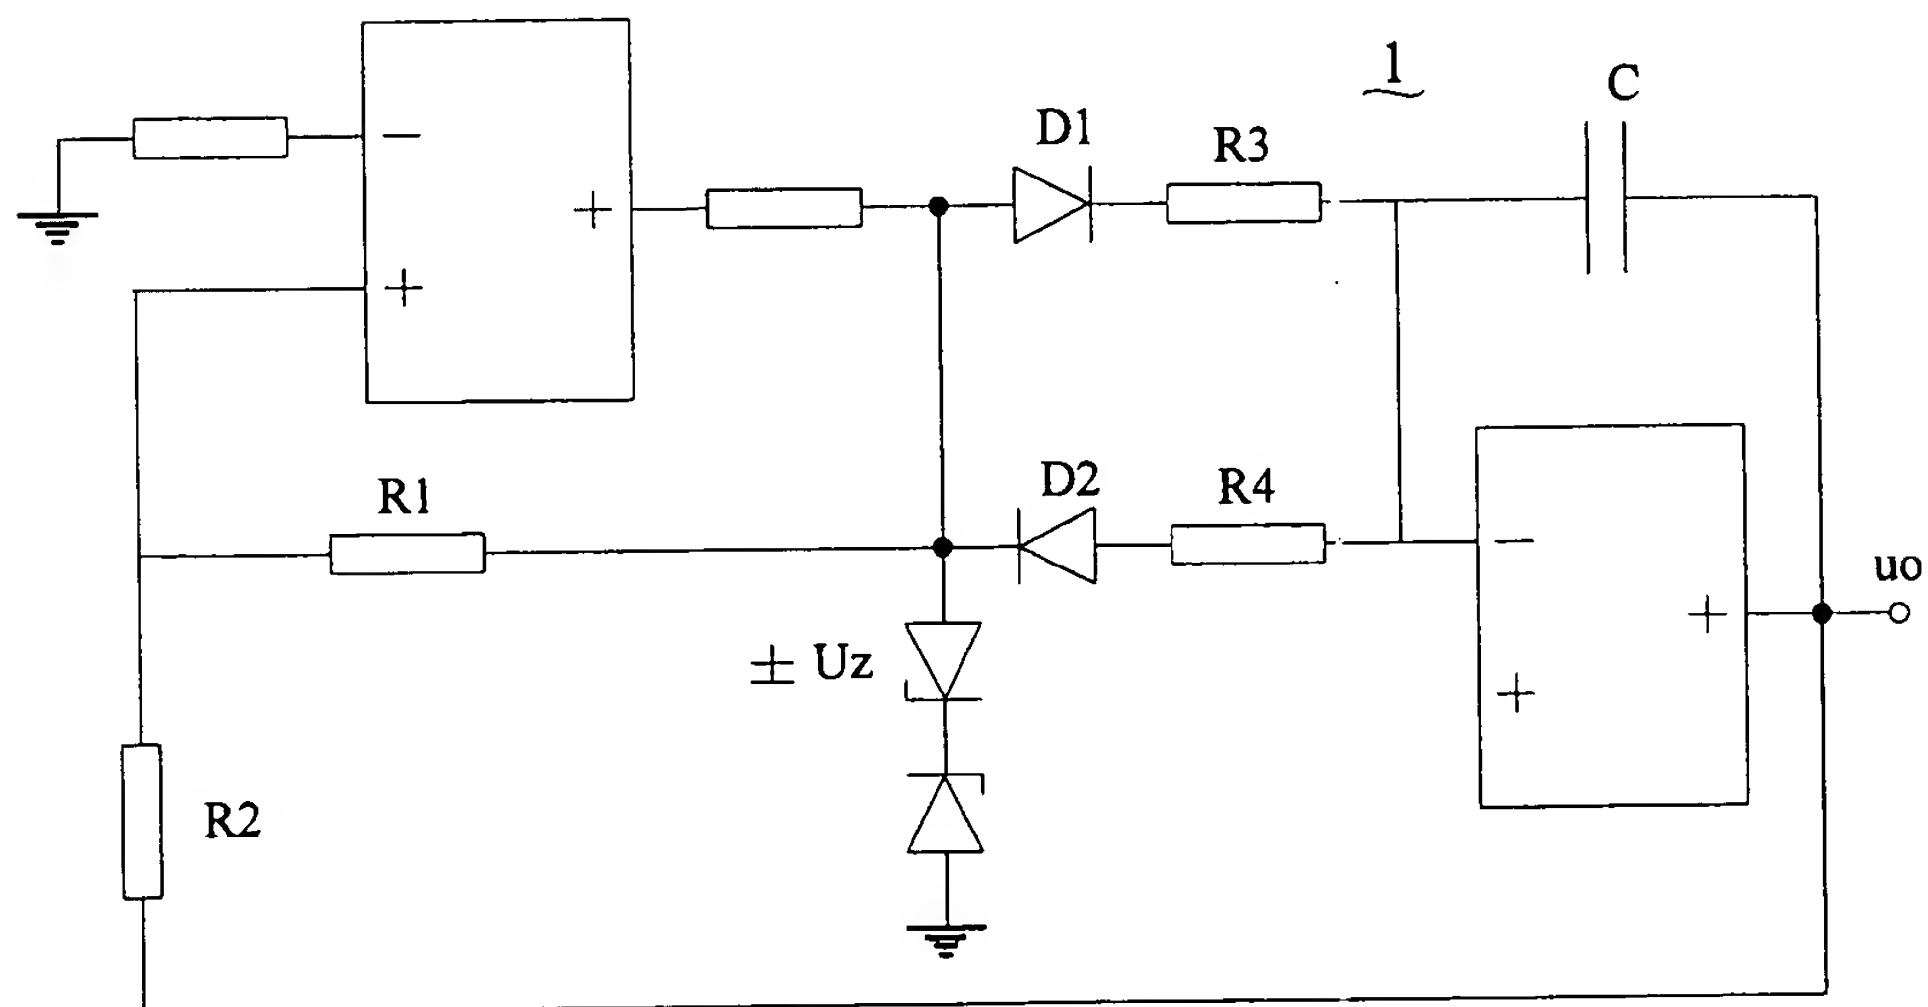 1
C
D1
R3
−
+
+
R1
D2
R4
−
uo
+
± Uz
+
R2